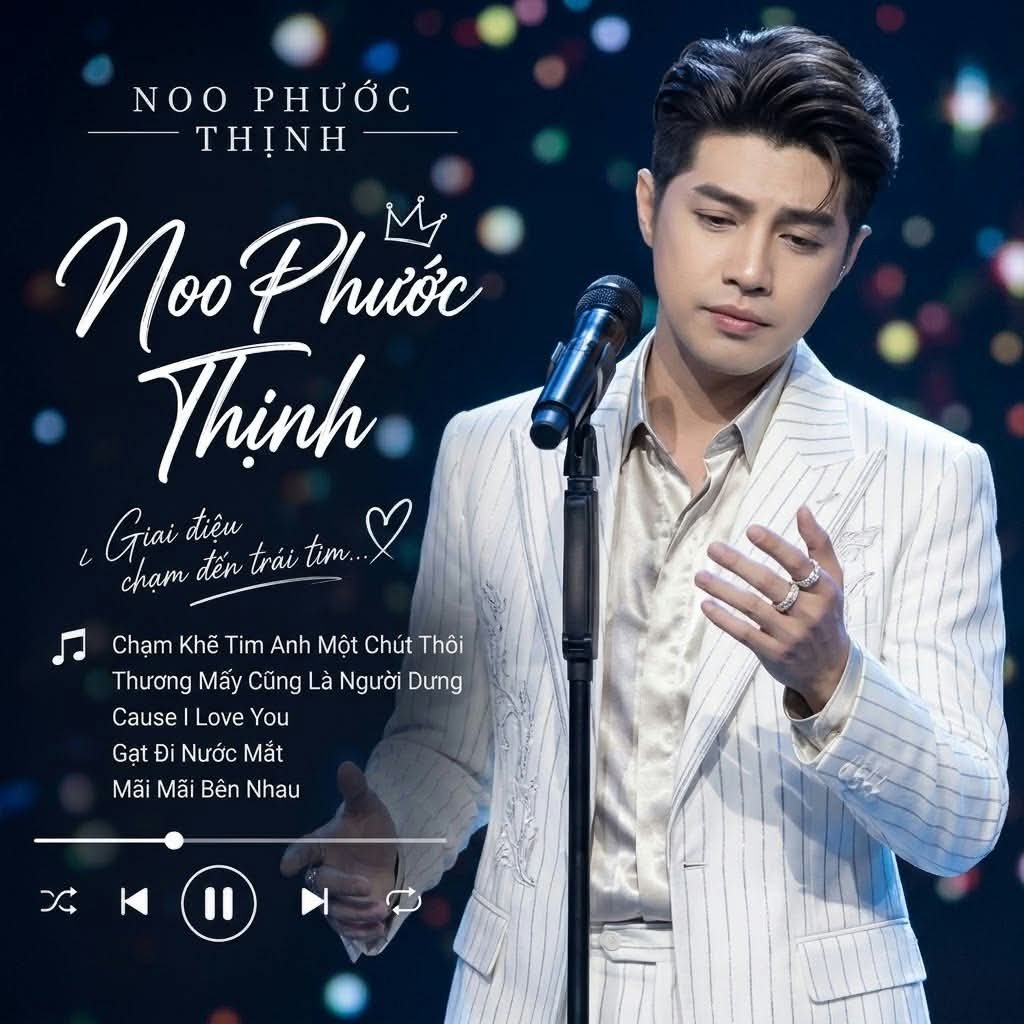 NOO PHƯỚC
THỊNH
Noo Phước
Thịnh
Giai điệu
chạm đến trái tim...
Chạm Khẽ Tim Anh Một Chút Thôi
Thương Mấy Cũng Là Người Dưng
Cause I Love You
Gạt Đi Nước Mắt
Mãi Mãi Bên Nhau